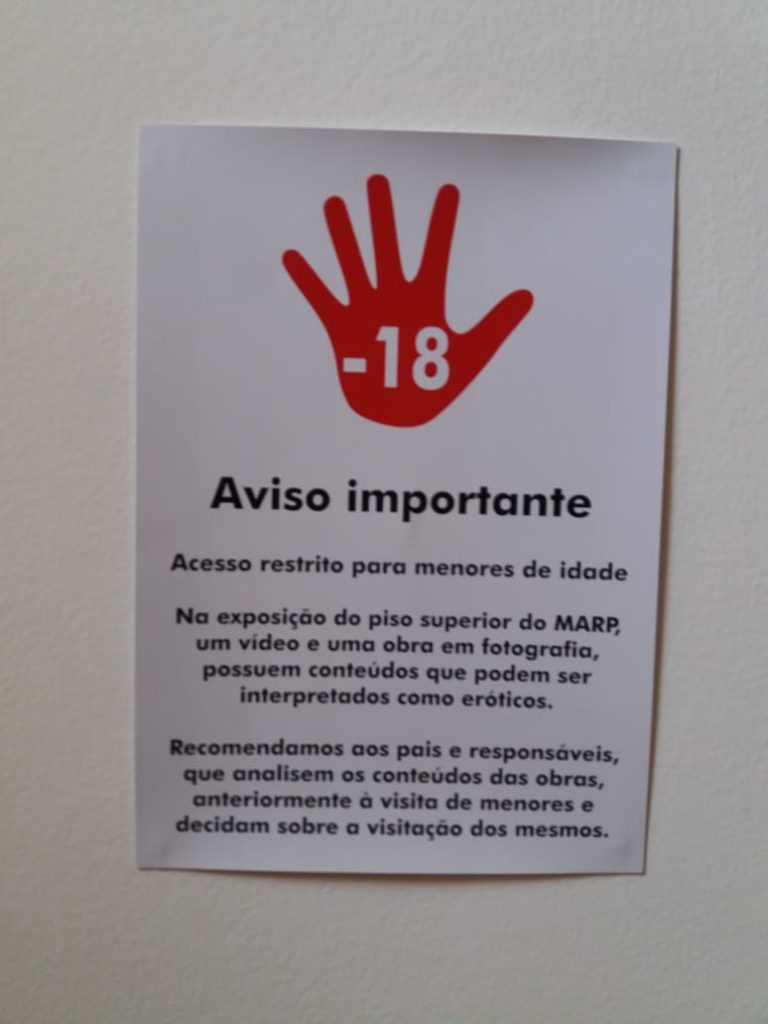 -18
Aviso importante
Acesso restrito para menores de idade
Na exposição do piso superior do MARP,
um vídeo e uma obra em fotografia,
possuem conteúdos que podem ser
interpretados como eróticos.
Recomendamos aos pais e responsáveis,
que analisem os conteúdos das obras,
anteriormente à visita de menores e
decidam sobre a visitação dos mesmos.